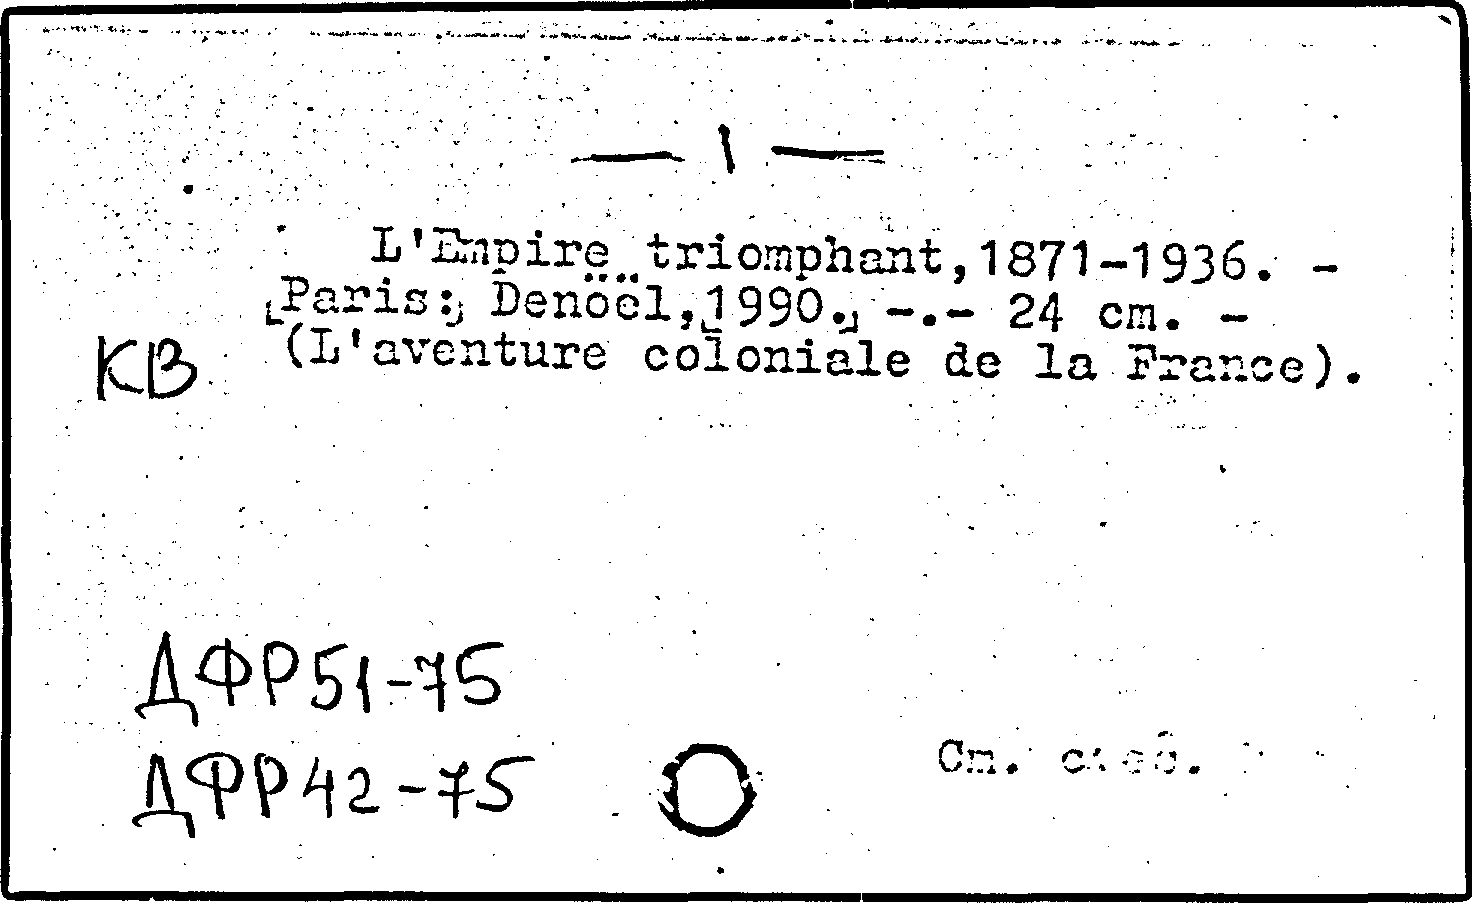 — 1 —
L'Empire triomphant, 1871-1936. -
[Paris:] Denoël, [1990.] -.- 24 cm. -
(L'aventure coloniale de la France).
КВ
ДФР51-75
ДФР42-75
См.